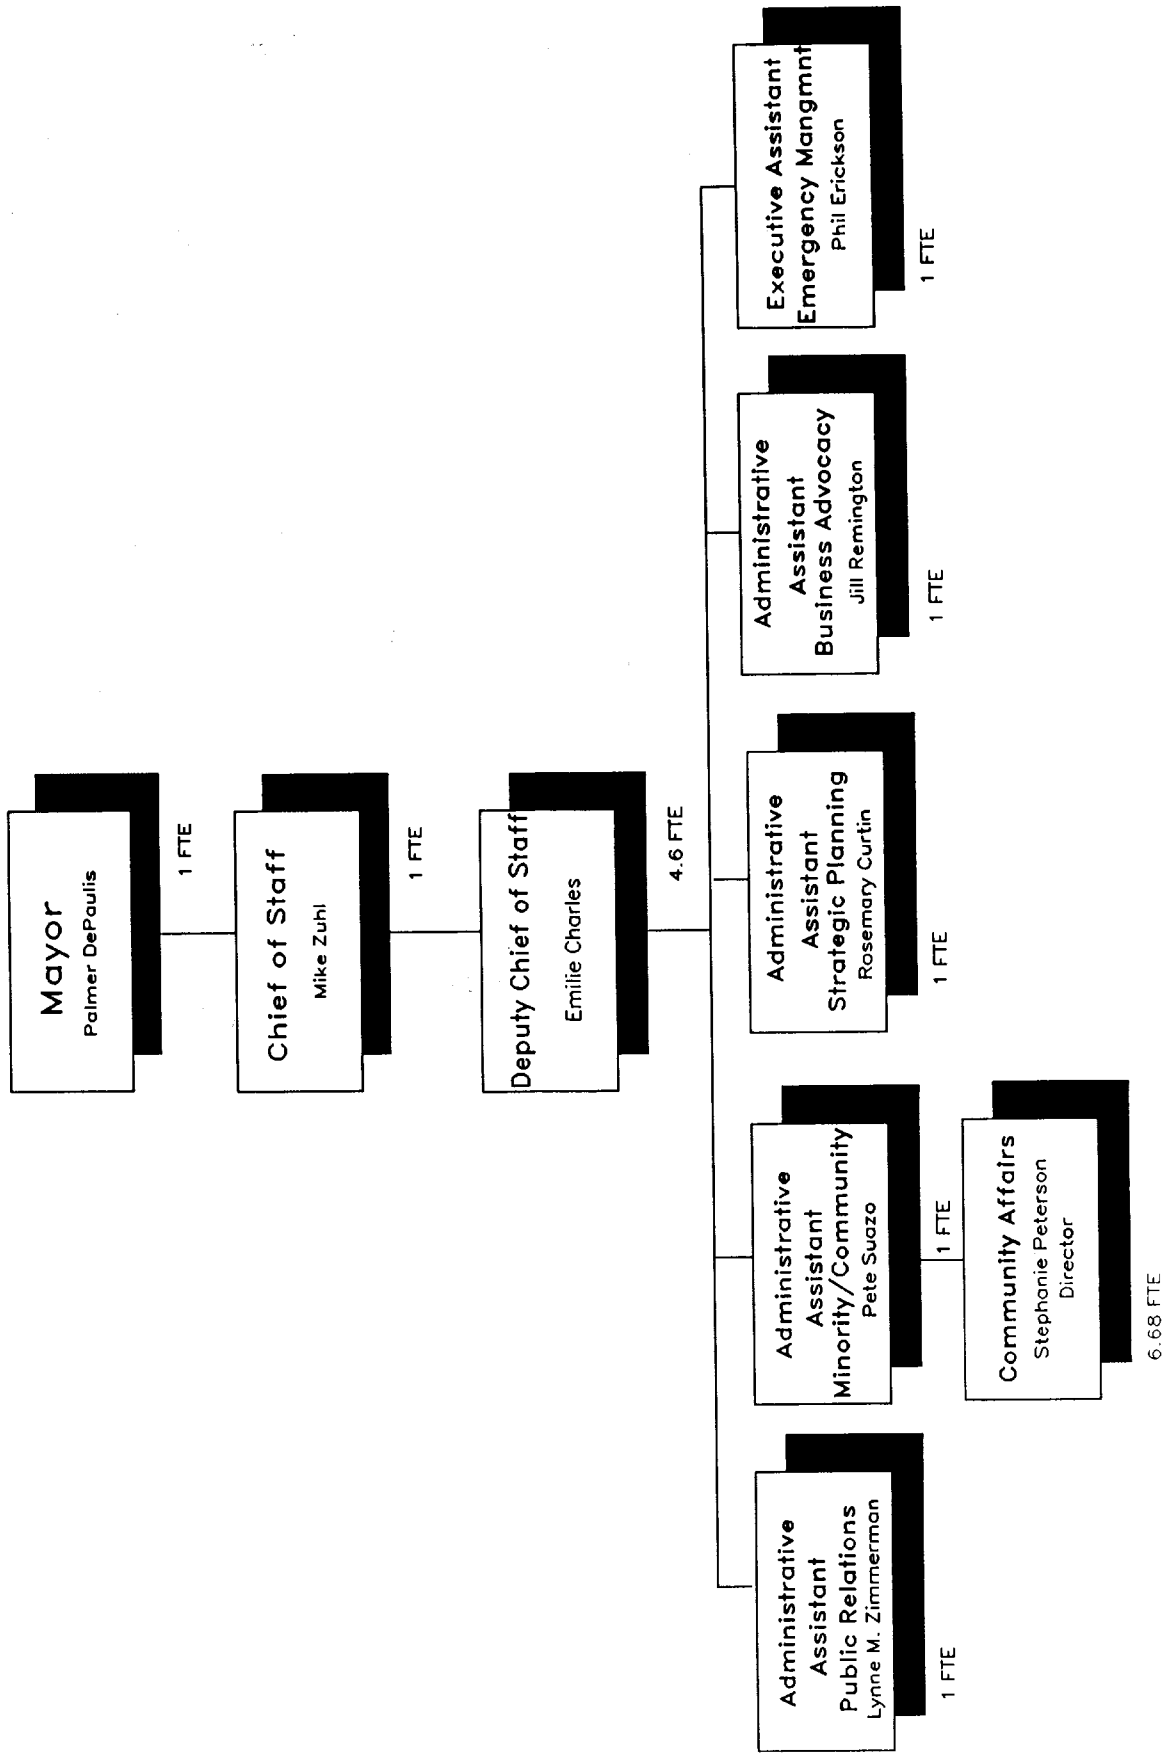 Mayor
Palmer DePaulis
1 FTE
Chief of Staff
Mike Zuhl
1 FTE
Deputy Chief of Staff
Emilie Charles
4.6 FTE
Administrative
Assistant
Public Relations
Lynne M. Zimmerman
1 FTE
Administrative
Assistant
Minority/Community
Pete Suazo
1 FTE
Community Affairs
Stephanie Peterson
Director
6.68 FTE
Administrative
Assistant
Strategic Planning
Rosemary Curtin
1 FTE
Administrative
Assistant
Business Advocacy
Jill Remington
1 FTE
Executive Assistant
Emergency Mangmnt
Phil Erickson
1 FTE